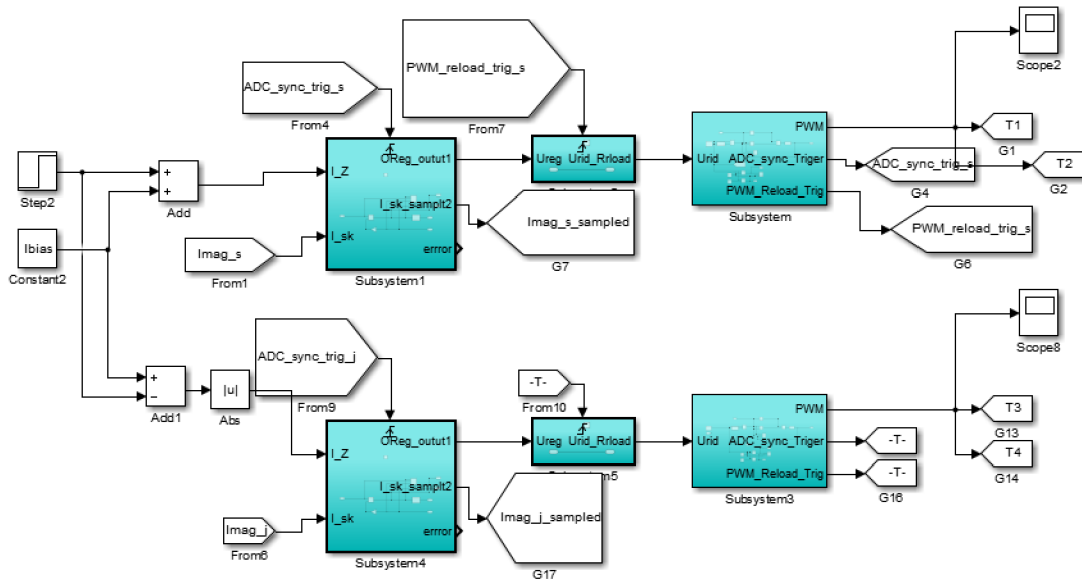 Scope2
PWM_reload_trig_s
From7
ADC_sync_trig_s
From4
Step2
+
+
Add
I_Z
OReg_outut1
I_sk_samplt2
I_sk
errror
Subsystem1
Ureg
Urid_Rrload
Urid
PWM
ADC_sync_Triger
PWM_Reload_Trig
Subsystem
T1
G1
ADC_sync_trig_s
G4
T2
G2
Imag_s_sampled
G7
PWM_reload_trig_s
G6
Ibias
Constant2
Imag_s
From1
Scope8
ADC_sync_trig_j
From9
+
−
Add1
|u|
Abs
-T-
From10
I_Z
OReg_outut1
I_sk_samplt2
I_sk
errror
Subsystem4
Ureg
Urid_Rrload
Urid
PWM
ADC_sync_Triger
PWM_Reload_Trig
Subsystem3
T3
G13
-T-
T4
G14
-T-
G16
Imag_j_sampled
G17
Imag_j
From6